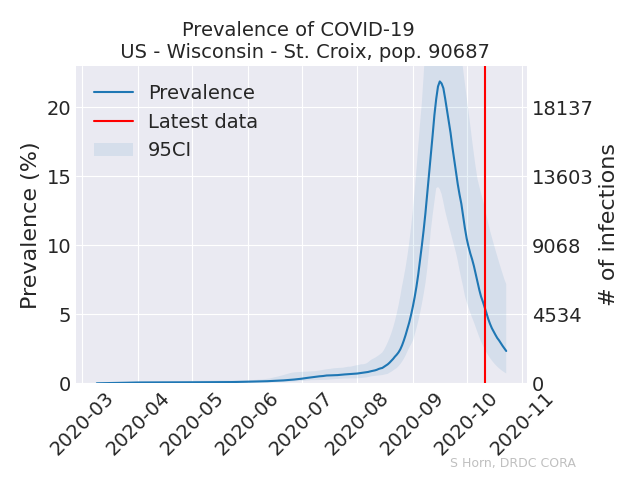 Prevalence of COVID-19
US - Wisconsin - St. Croix, pop. 90687
Prevalence
Latest data
95CI
Prevalence (%)
20
15
10
5
0
18137
13603
9068
4534
0
# of infections
2020-03
2020-04
2020-05
2020-06
2020-07
2020-08
2020-09
2020-10
2020-11
S Horn, DRDC CORA